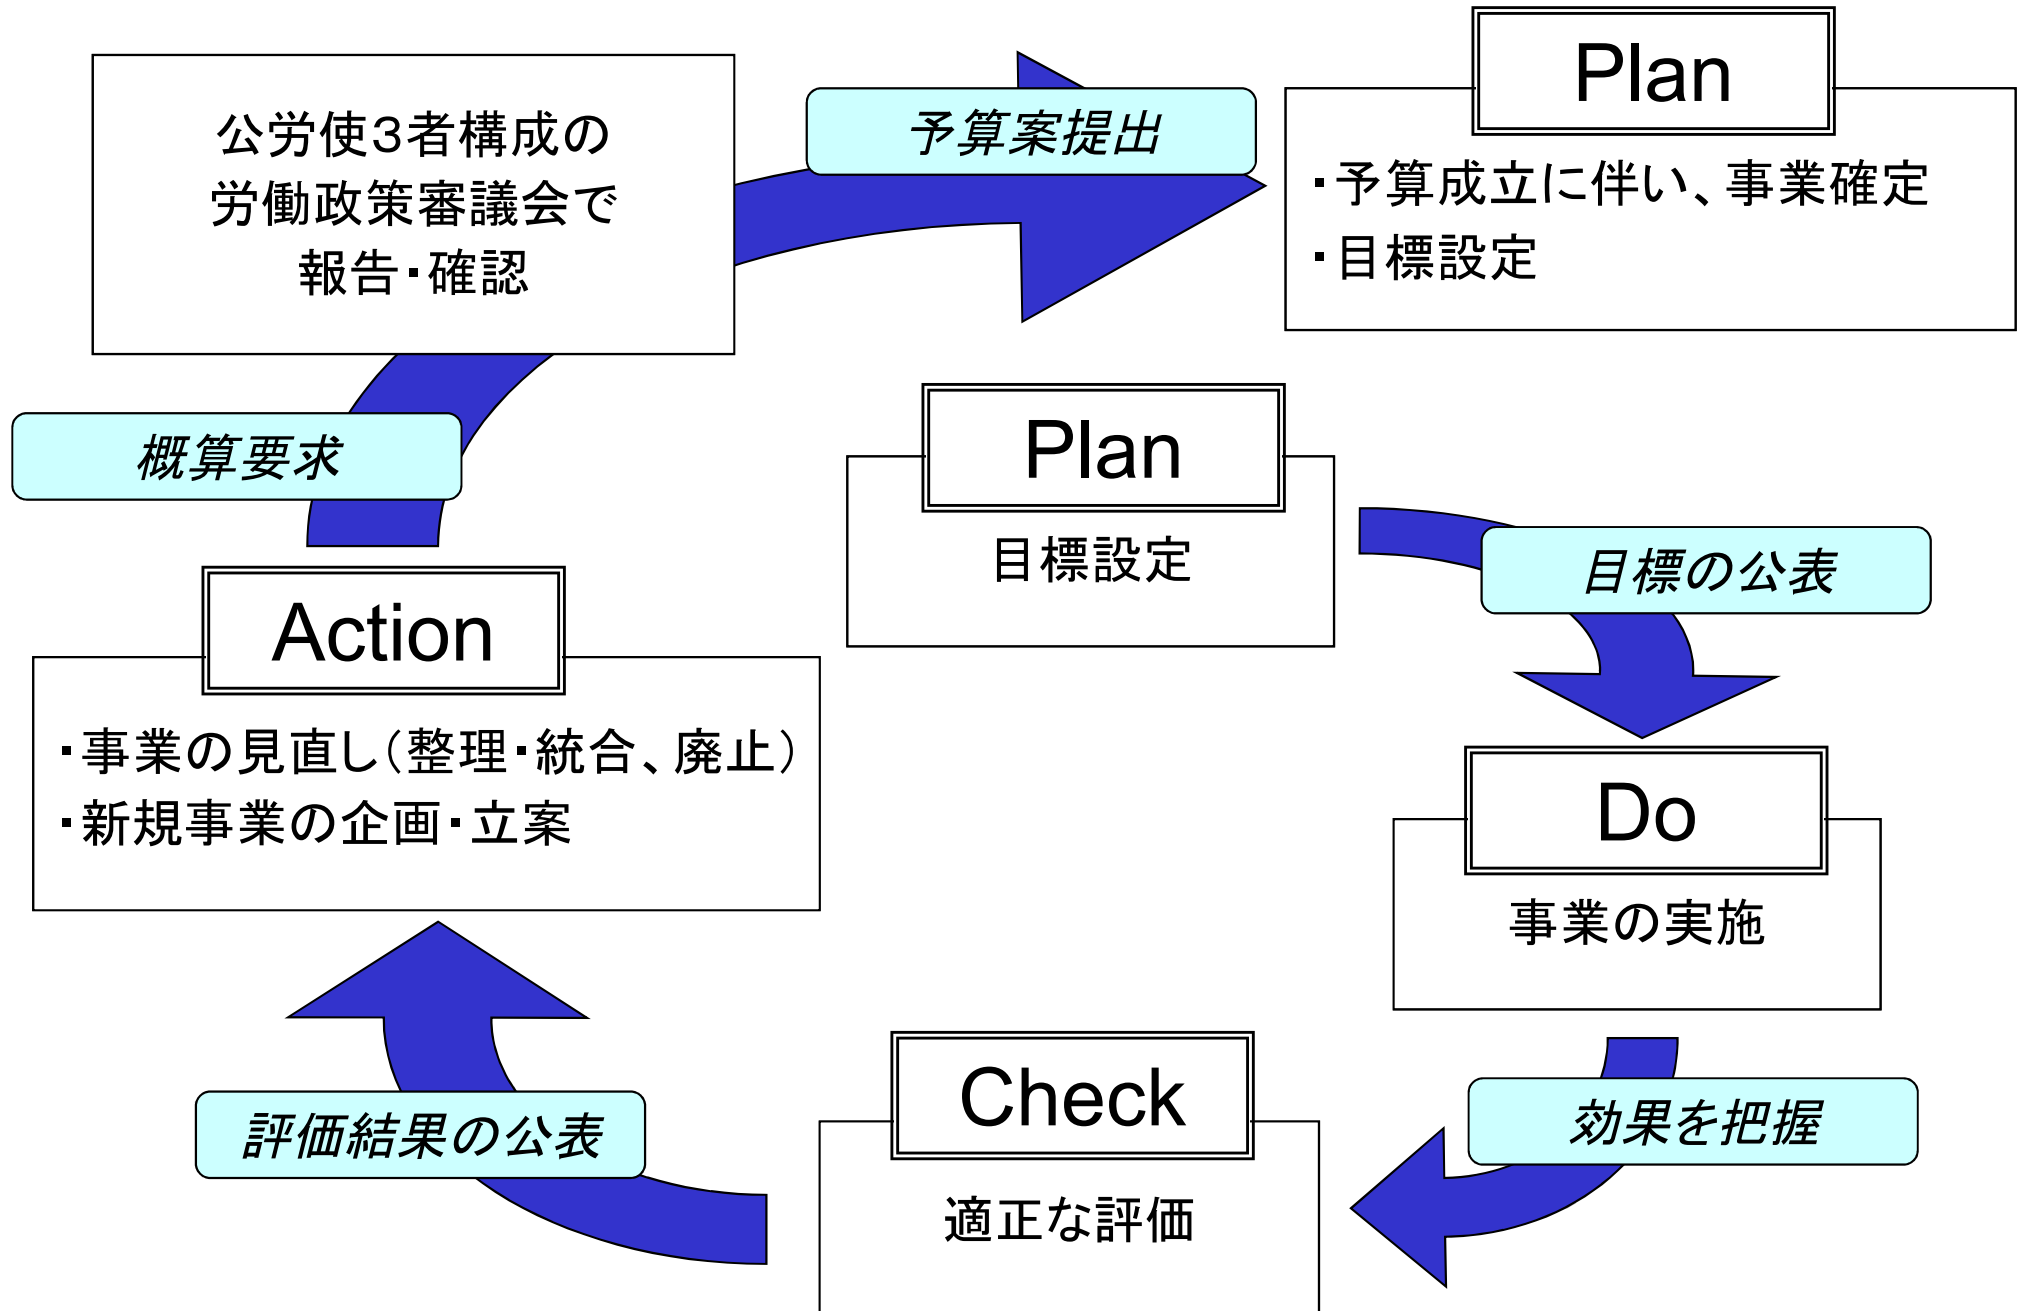 公労使3者構成の
労働政策審議会で
報告・確認
予算案提出
Plan
・予算成立に伴い、事業確定
・目標設定
概算要求
Plan
目標設定
目標の公表
Action
・事業の見直し(整理・統合、廃止)
・新規事業の企画・立案
Do
事業の実施
Check
適正な評価
効果を把握
評価結果の公表